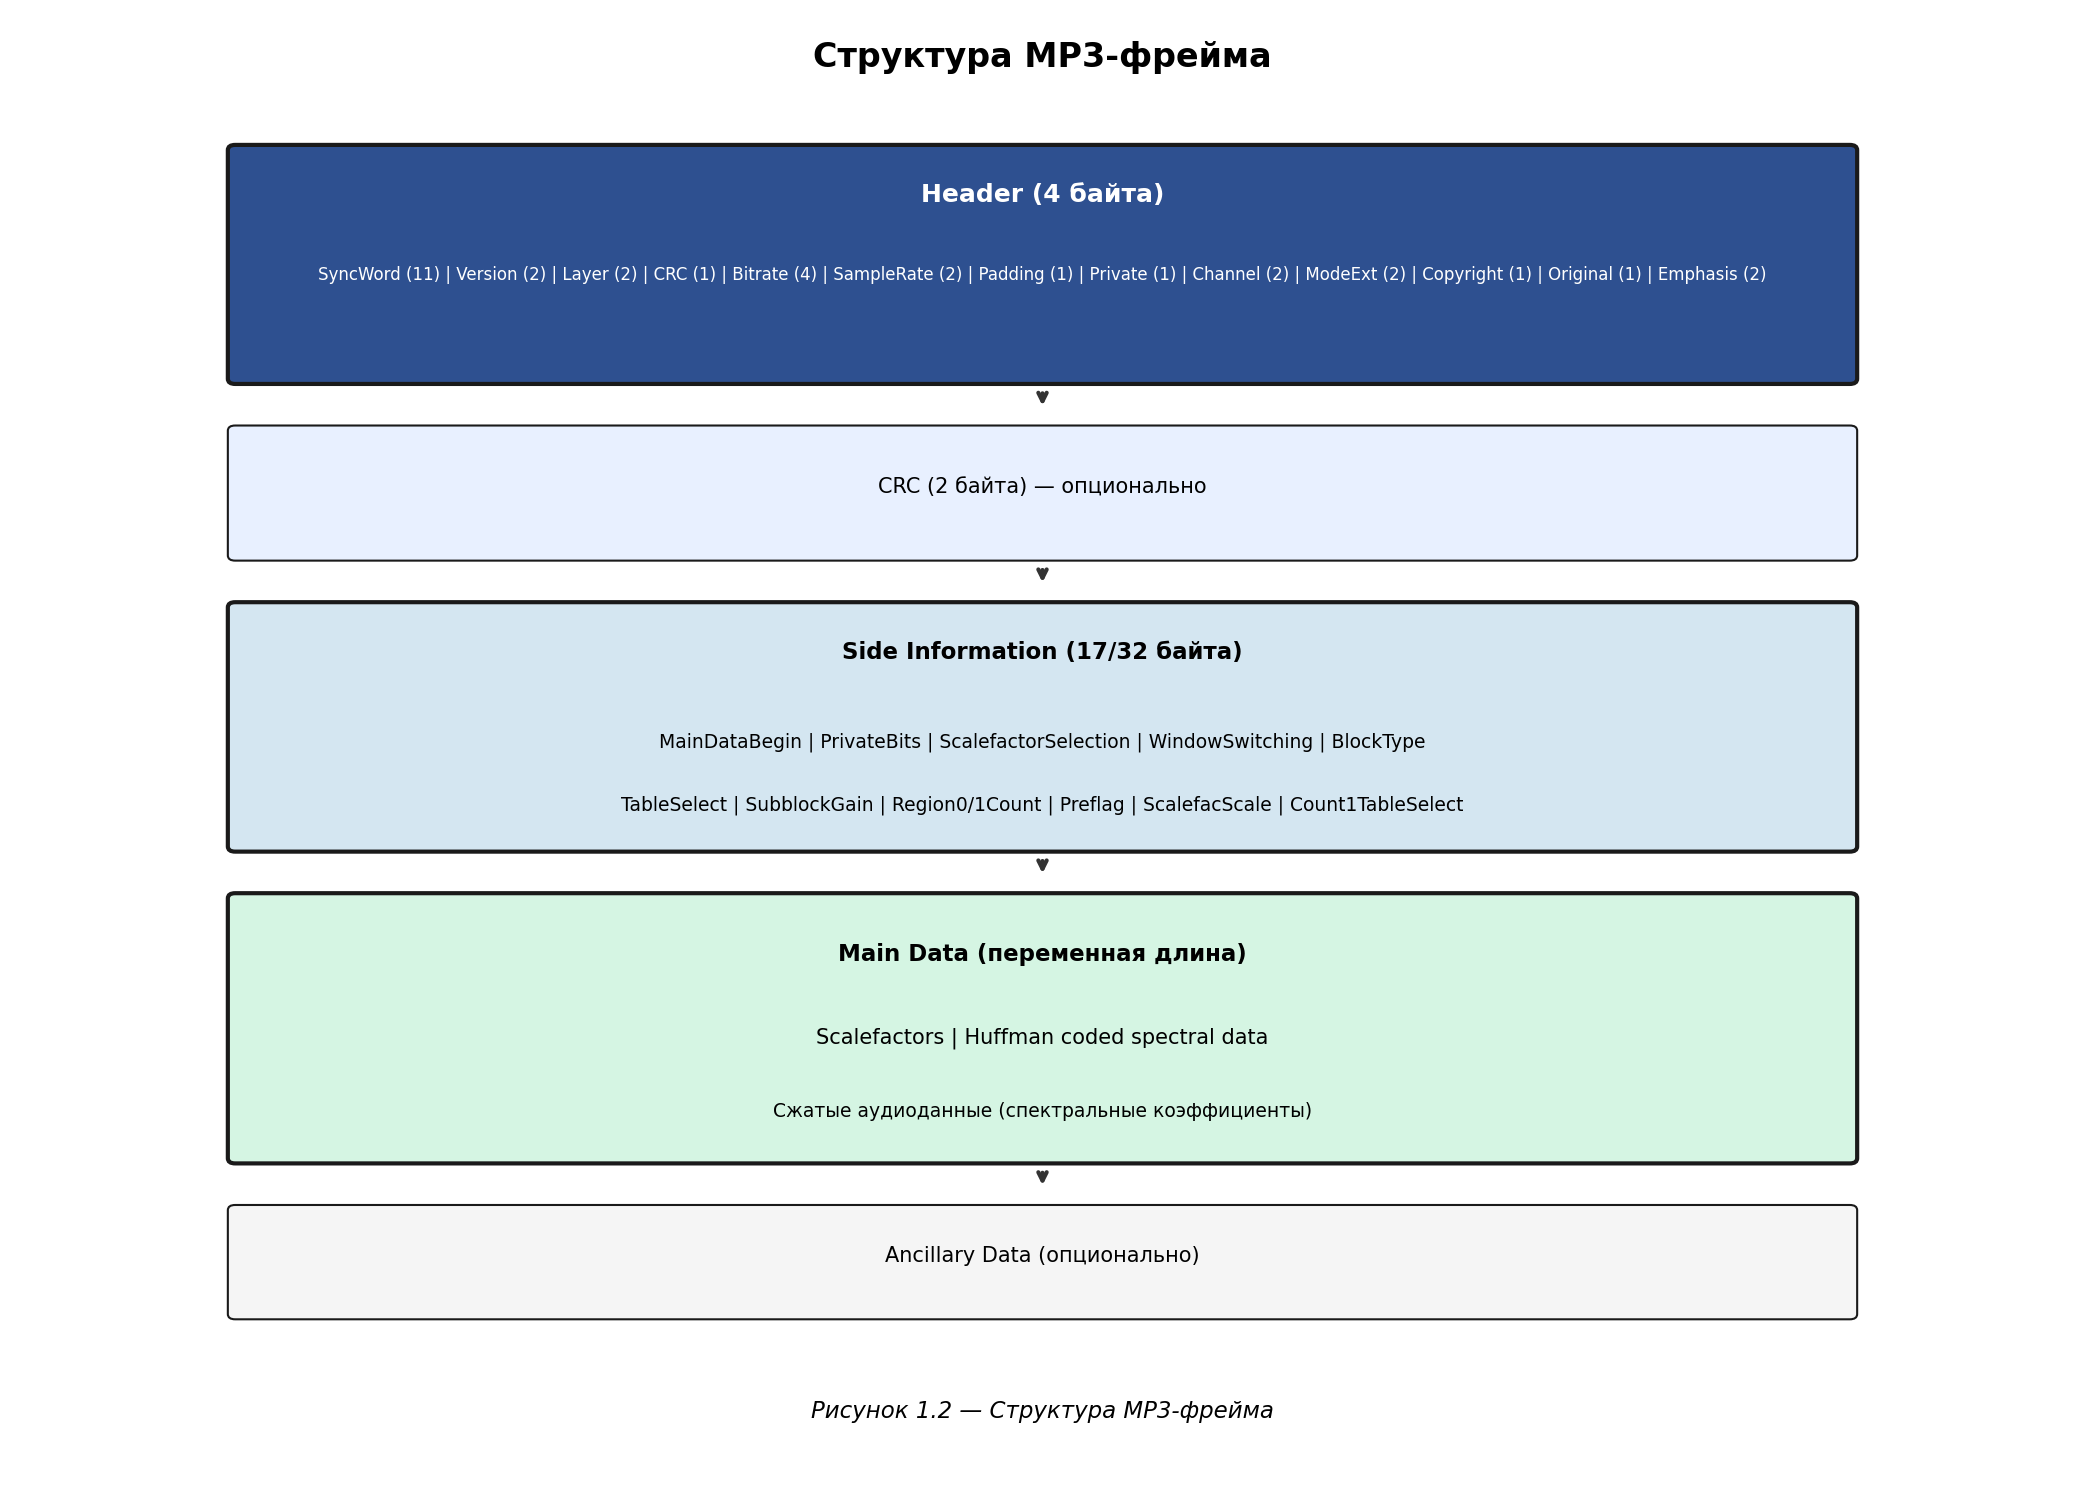 Структура MP3-фрейма
Header (4 байта)
SyncWord (11) | Version (2) | Layer (2) | CRC (1) | Bitrate (4) | SampleRate (2) | Padding (1) | Private (1) | Channel (2) | ModeExt (2) | Copyright (1) | Original (1) | Emphasis (2)
CRC (2 байта) — опционально
Side Information (17/32 байта)
MainDataBegin | PrivateBits | ScalefactorSelection | WindowSwitching | BlockType
TableSelect | SubblockGain | Region0/1Count | Preflag | ScalefacScale | Count1TableSelect
Main Data (переменная длина)
Scalefactors | Huffman coded spectral data
Сжатые аудиоданные (спектральные коэффициенты)
Ancillary Data (опционально)
Рисунок 1.2 — Структура MP3-фрейма